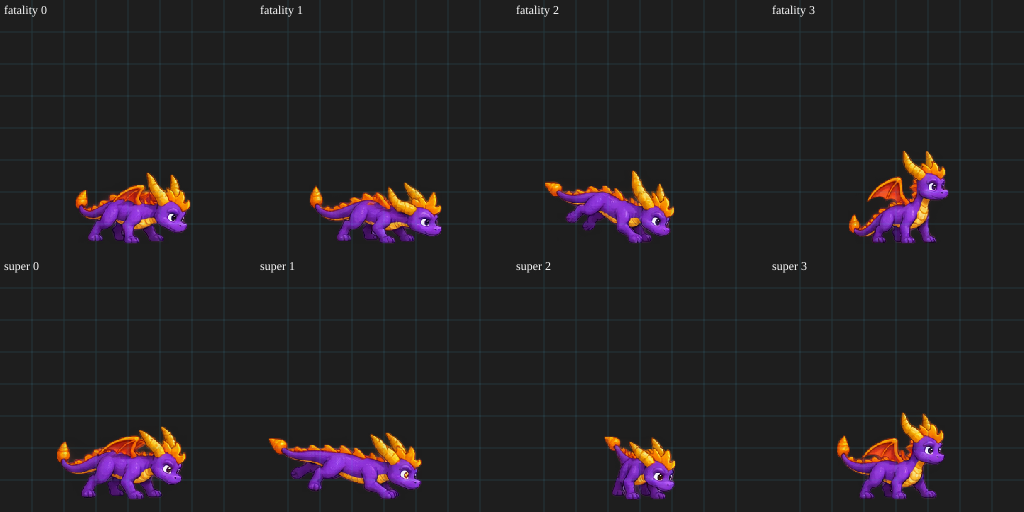 fatality 0
fatality 1
fatality 2
fatality 3
super 0
super 1
super 2
super 3